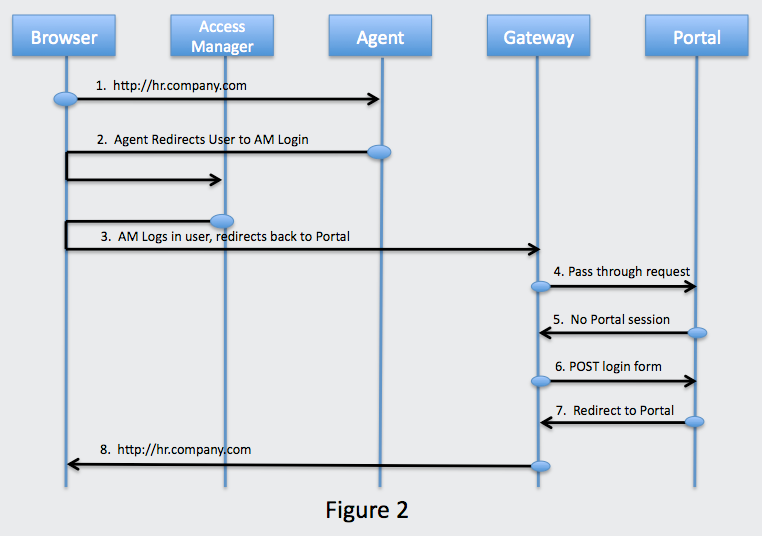 Browser
Access
Manager
Agent
Gateway
Portal
1. http://hr.company.com
2. Agent Redirects User to AM Login
3. AM Logs in user, redirects back to Portal
4. Pass through request
5. No Portal session
6. POST login form
7. Redirect to Portal
8. http://hr.company.com
Figure 2